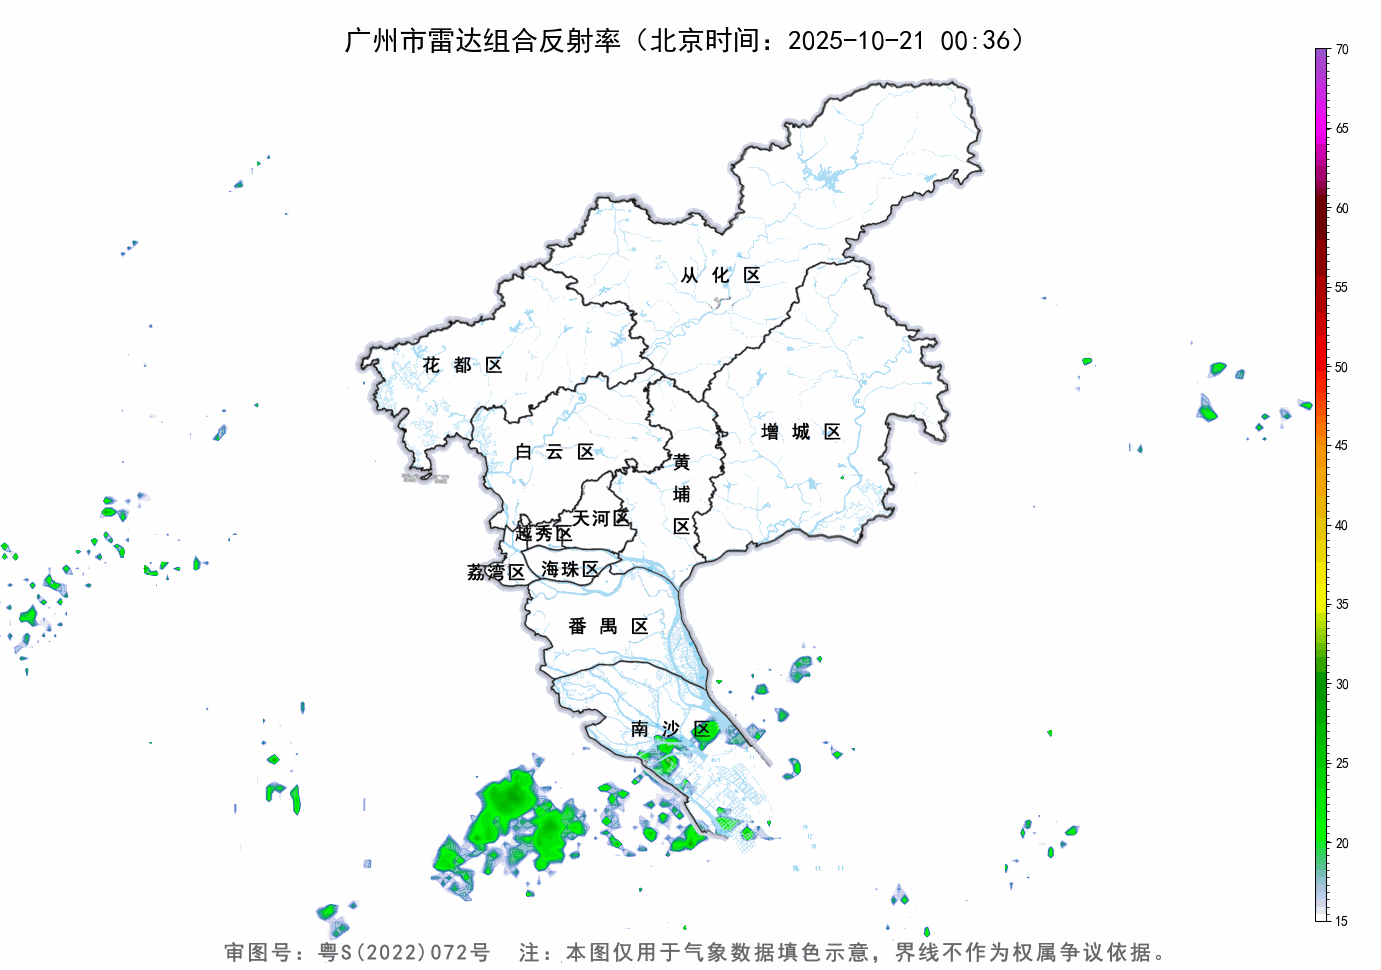 广州市雷达组合反射率（北京时间：2025-10-21 00:36）
70
65
60
55
50
45
40
35
30
25
20
15
从化区
花都区
增城区
白云区
黄埔区
天河区
越秀区
荔湾区
海珠区
番禺区
南沙区
审图号：粤S(2022)072号 注：本图仅用于气象数据填色示意，界线不作为权属争议依据。